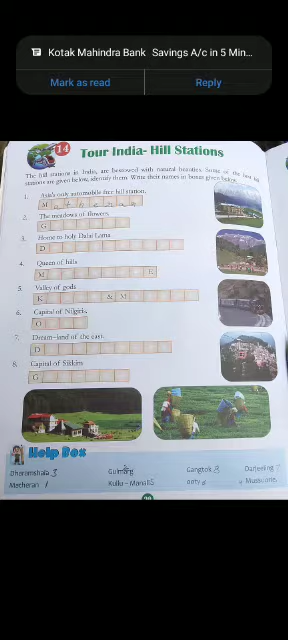 Kotak Mahindra Bank Savings A/c in 5 Min...
Mark as read
Reply
14
Tour India- Hill Stations
The hill stations in India, are bestowed with natural beauties. Some of the best hill
stations are given below, identify them. Write their names in boxes given below.
1. Asia's only automobile free hill station.
M a t h e r a n
2. The meadows of flowers.
G
3. Home to holy Dalai Lama
D
4. Queen of hills
M E
5. Valley of gods
K & M
6. Capital of Nilgiris
O
7. Dream-land of the east.
D
8. Capital of Sikkim
G
Help Box
Dharamshala 3 Gulmarg Gangtok 8 Darjeeling
Matheran 1 Kullu - Manali 5 ooty Mussoorie